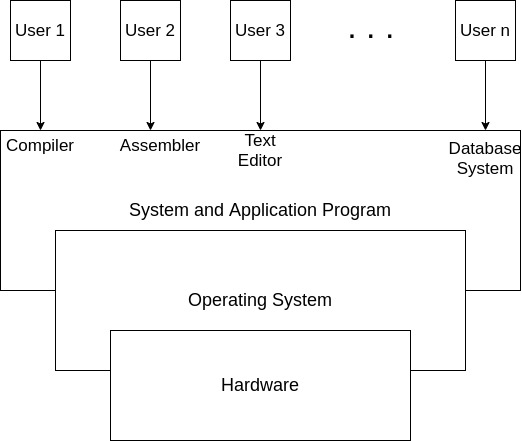 User 1
User 2
User 3
. . .
User n
Compiler
Assembler
Text
Editor
Database
System
System and Application Program
Operating System
Hardware